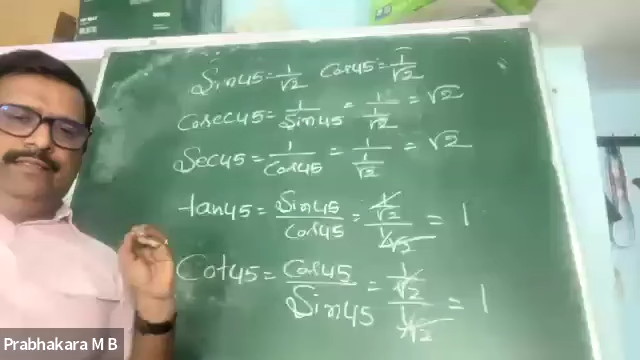 Sin45 = 1/√2 Cos45 = 1/√2
Cosec45 = 1/Sin45 = 1/(1/√2) = √2
Sec45 = 1/Cos45 = 1/(1/√2) = √2
tan45 = Sin45/Cos45 = (1/√2)/(1/√2) = 1
Cot45 = Cos45/Sin45 = (1/√2)/(1/√2) = 1
Prabhakara M B